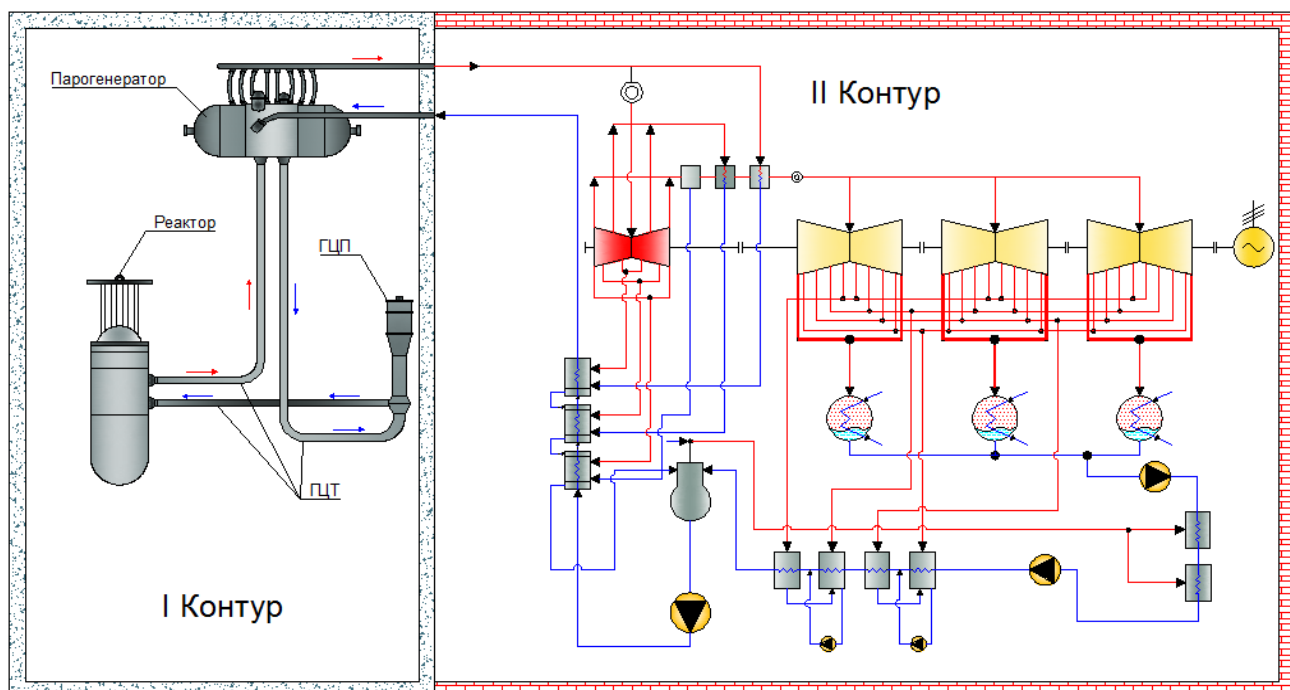 Парогенератор
II Контур
Реактор
ГЦП
ГЦТ
I Контур